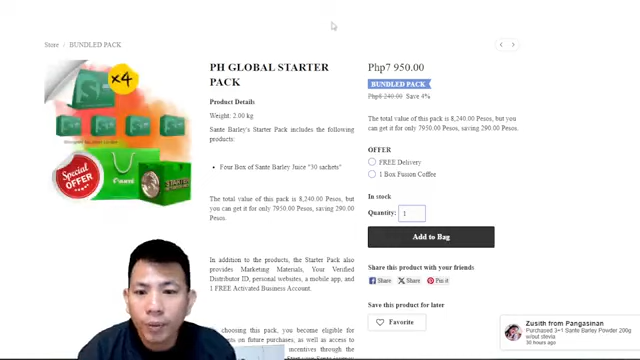 Store / BUNDLED PACK
x4
SANTÉ
Special
OFFER
PH GLOBAL STARTER
PACK
Product Details
Weight: 2.00 kg
Sante Barley's Starter Pack includes the following
products:
Four Box of Sante Barley Juice "30 sachets"
The total value of this pack is 8,240.00 Pesos, but
you can get it for only 7950.00 Pesos, saving 290.00
Pesos.
In addition to the products, the Starter Pack also
provides Marketing Materials, Your Verified
Distributor ID, personal websites, a mobile app, and
1 FREE Activated Business Account.
choosing this pack, you become eligible for
on future purchases, as well as access to
incentives through the
Php7 950.00
BUNDLED PACK
Php8 240.00 Save 4%
The total value of this pack is 8,240.00 Pesos, but you
can get it for only 7950.00 Pesos, saving 290.00 Pesos.
OFFER
FREE Delivery
1 Box Fusion Coffee
In stock
Quantity: 1
Add to Bag
Share this product with your friends
Share Share Pin it
Save this product for later
Favorite
Zusith from Pangasinan
Purchased 3+1 Sante Barley Powder 200g
w/out stevia
30 hours ago